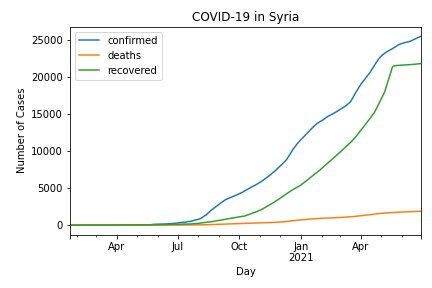 COVID-19 in Syria
confirmed
deaths
recovered
Number of Cases
25000
20000
15000
10000
5000
0
Apr
Jul
Oct
Jan
2021
Apr
Day